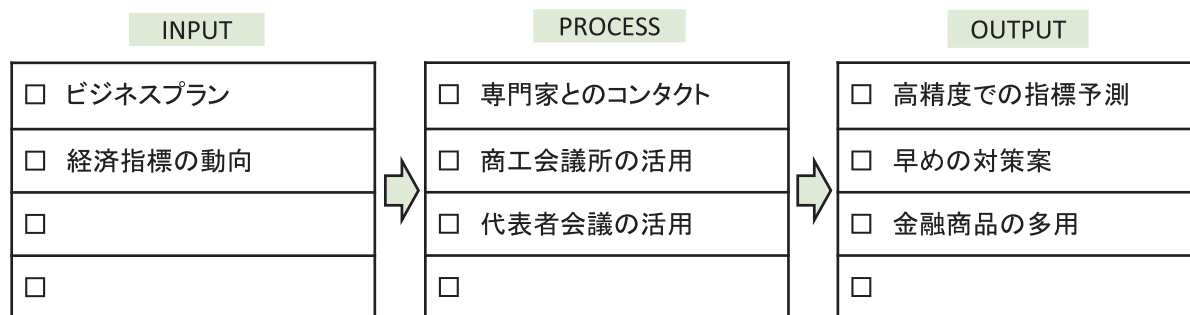 INPUT
□ ビジネスプラン
□ 経済指標の動向
□
□
PROCESS
□ 専門家とのコンタクト
□ 商工会議所の活用
□ 代表者会議の活用
□
OUTPUT
□ 高精度での指標予測
□ 早めの対策案
□ 金融商品の多用
□